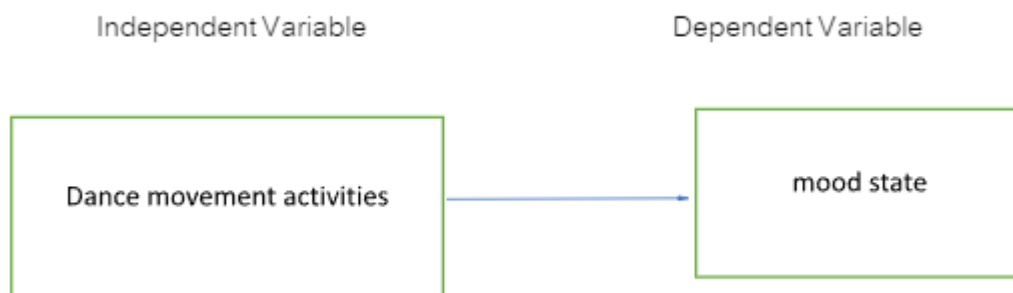 Independent Variable
Dependent Variable
Dance movement activities
mood state